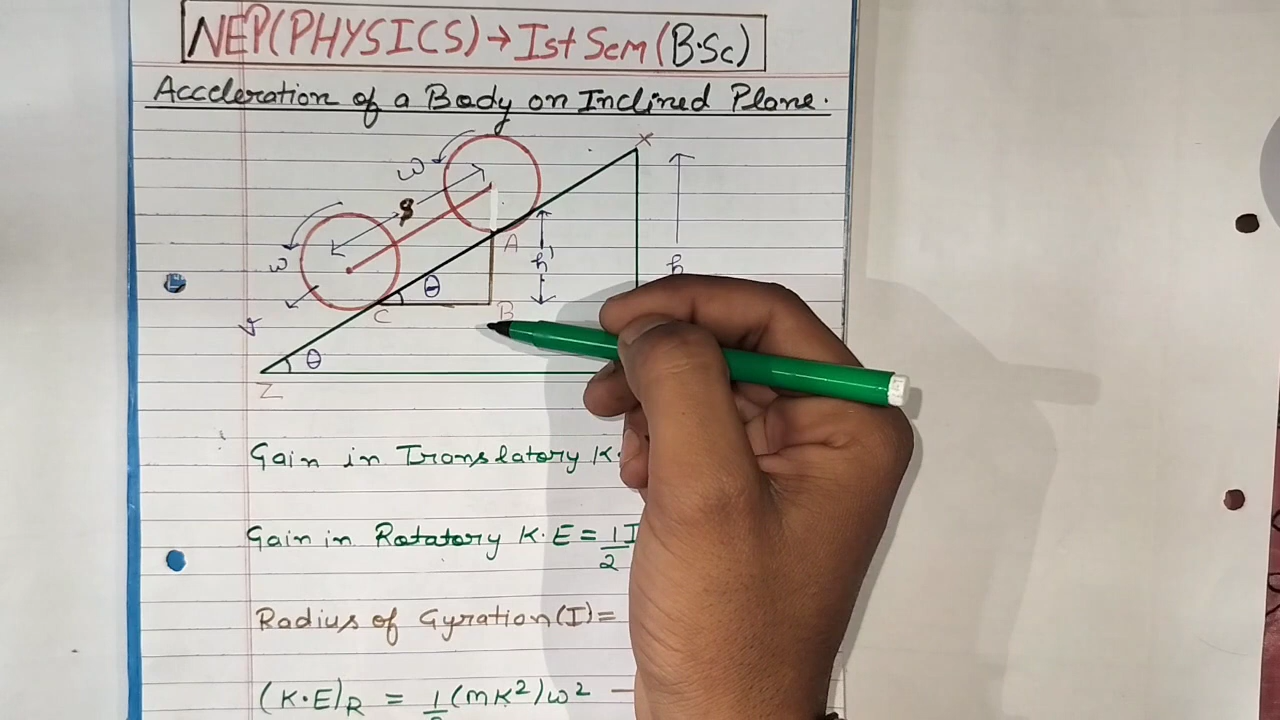 NEP(PHYSICS)→Ist Sem (B.Sc)
Accleration of a Body on Inclined Plane.
X
ω
S
A
h'
ω
θ
h
C
B
v
θ
Z
Gain in Translatory K.
Gain in Rotatory K.E = 1/2 I
Radius of Gyration (I) =
(K.E)R = 1/2 (mK²)ω² —